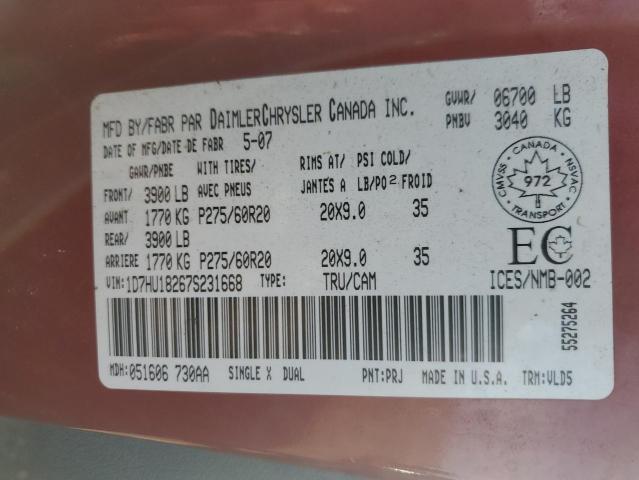 MFD BY/FABR PAR DAIMLERCHRYSLER CANADA INC.
DATE OF MFG/DATE DE FABR 5-07
GVWR/ 06700 LB
PNBV 3040 KG
GAWR/PNBE WITH TIRES/ RIMS AT/ PSI COLD/
AVEC PNEUS JANTES A LB/PO2 FROID
FRONT/ 3900 LB
AVANT 1770 KG P275/60R20 20X9.0 35
REAR/ 3900 LB
ARRIERE 1770 KG P275/60R20 20X9.0 35
CANADA
CMVSS 972 NSVAC
TRANSPORT
EC
ICES/NMB-002
VIN: 1D7HU18267S231668 TYPE: TRU/CAM
55275264
MDH: 051606 730AA SINGLE X DUAL PNT: PRJ MADE IN U.S.A. TRM: VLD5